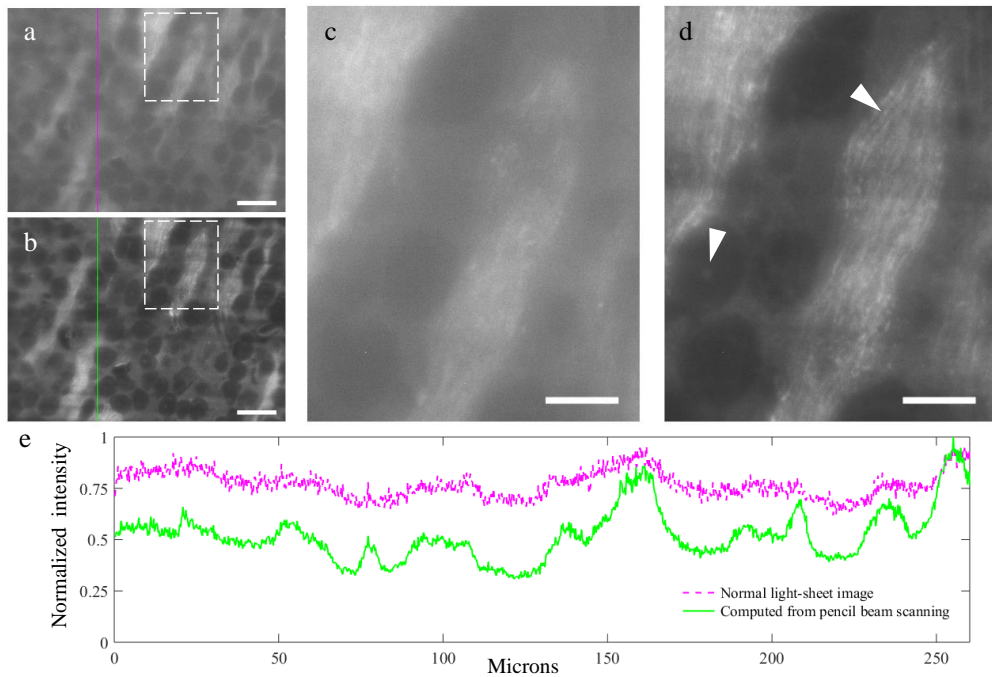 a
b
c
d
e
Normalized intensity
1
0.75
0.5
0.25
0
0 50 100 150 200 250
Microns
Normal light-sheet image
Computed from pencil beam scanning